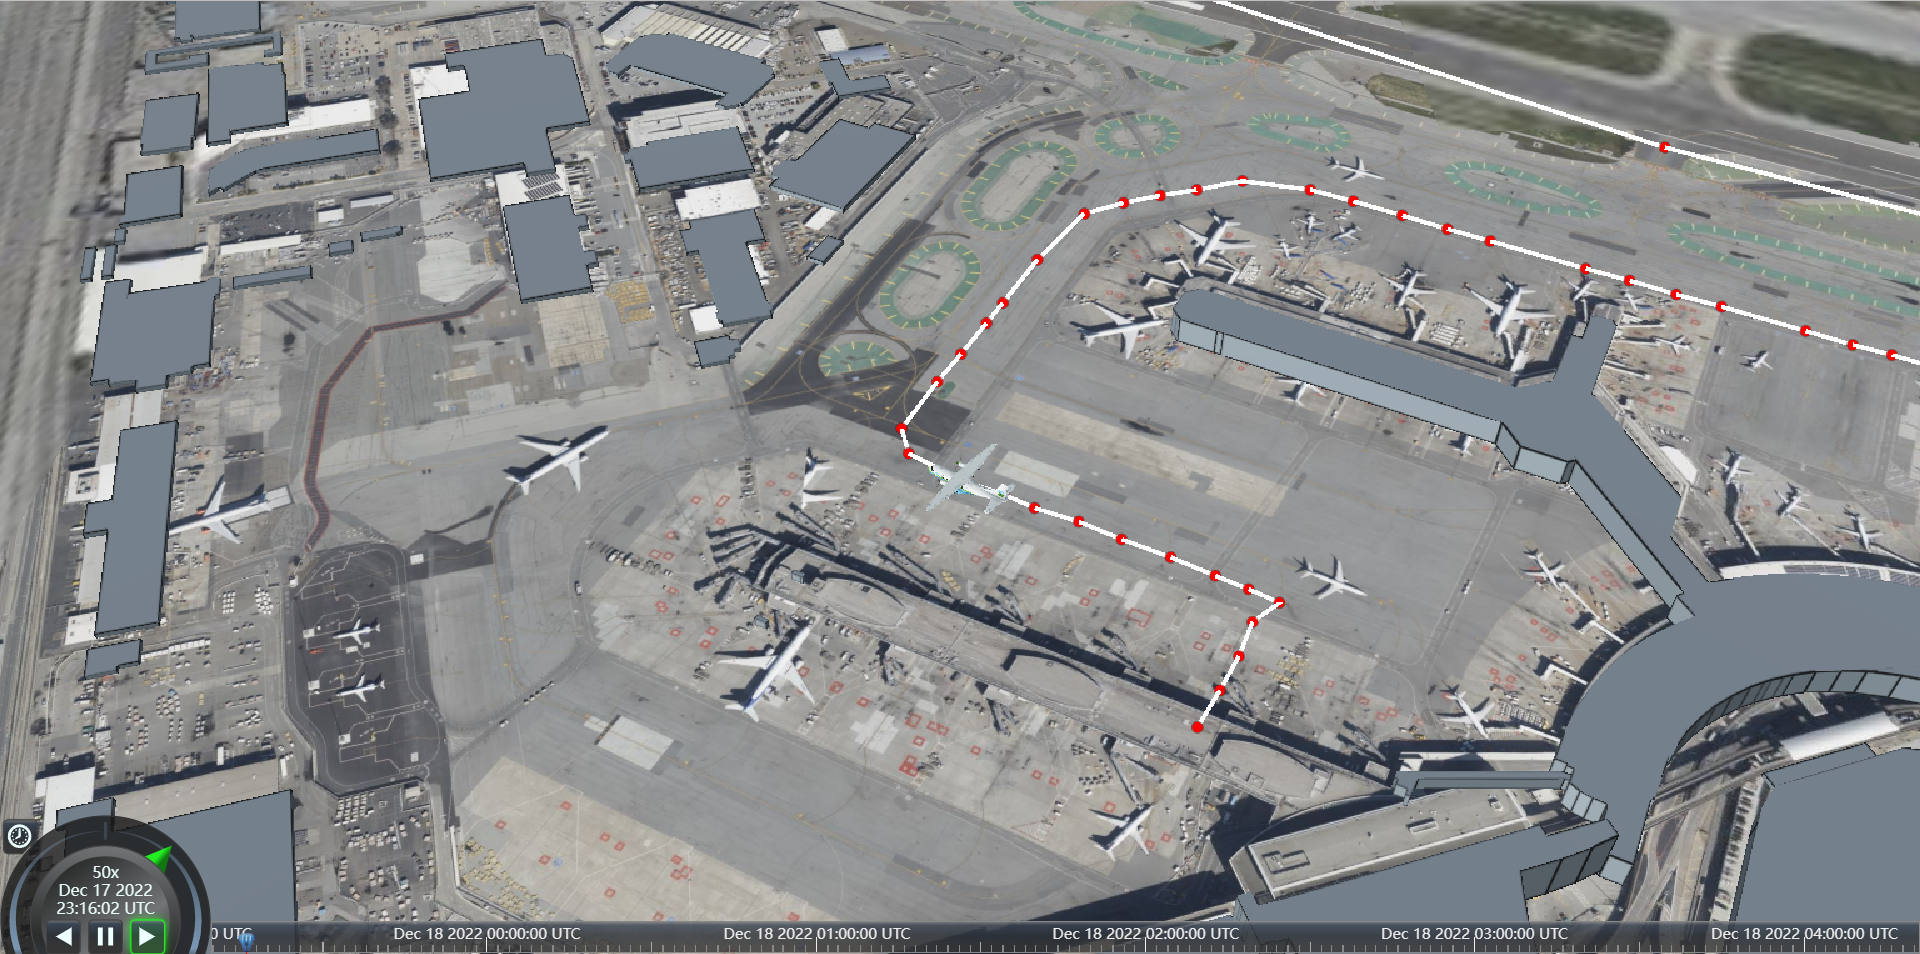 50x
Dec 17 2022
23:16:02 UTC
0 UTC
Dec 18 2022 00:00:00 UTC
Dec 18 2022 01:00:00 UTC
Dec 18 2022 02:00:00 UTC
Dec 18 2022 03:00:00 UTC
Dec 18 2022 04:00:00 UTC